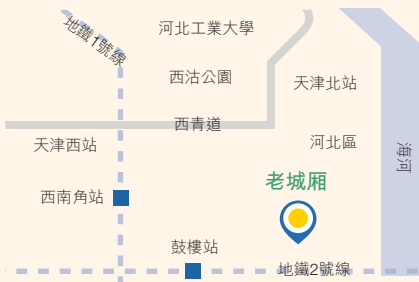 地鐵1號線
河北工業大學
西沽公園
天津北站
西青道
河北區
天津西站
海河
老城厢
西南角站
鼓樓站
地鐵2號線